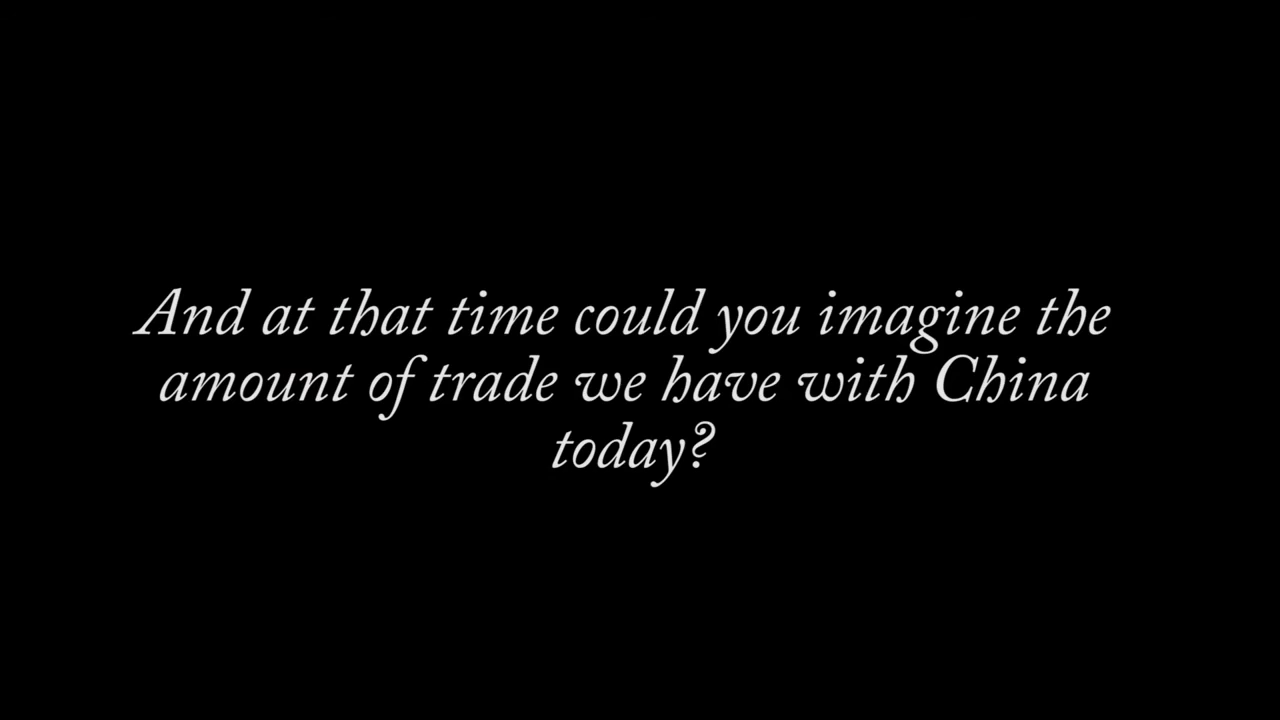 And at that time could you imagine the
amount of trade we have with China
today?